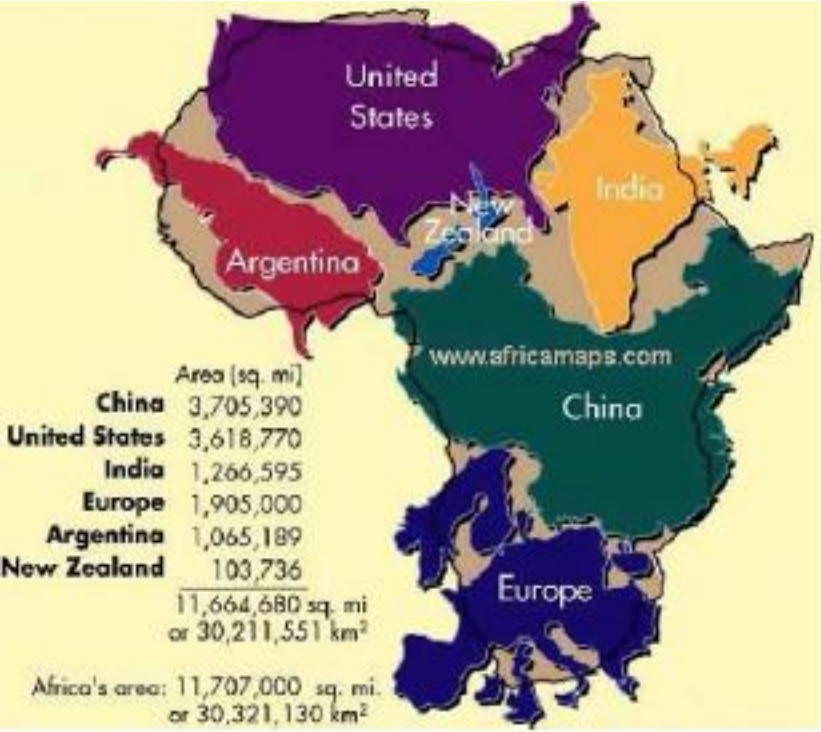 United
States
India
New
Zealand
Argentina
www.africamaps.com
China
Europe
Area (sq. mi)
China 3,705,390
United States 3,618,770
India 1,266,595
Europe 1,905,000
Argentina 1,065,189
New Zealand 103,736
11,664,680 sq. mi
or 30,211,551 km²
Africa's area: 11,707,000 sq. mi.
or 30,321,130 km²